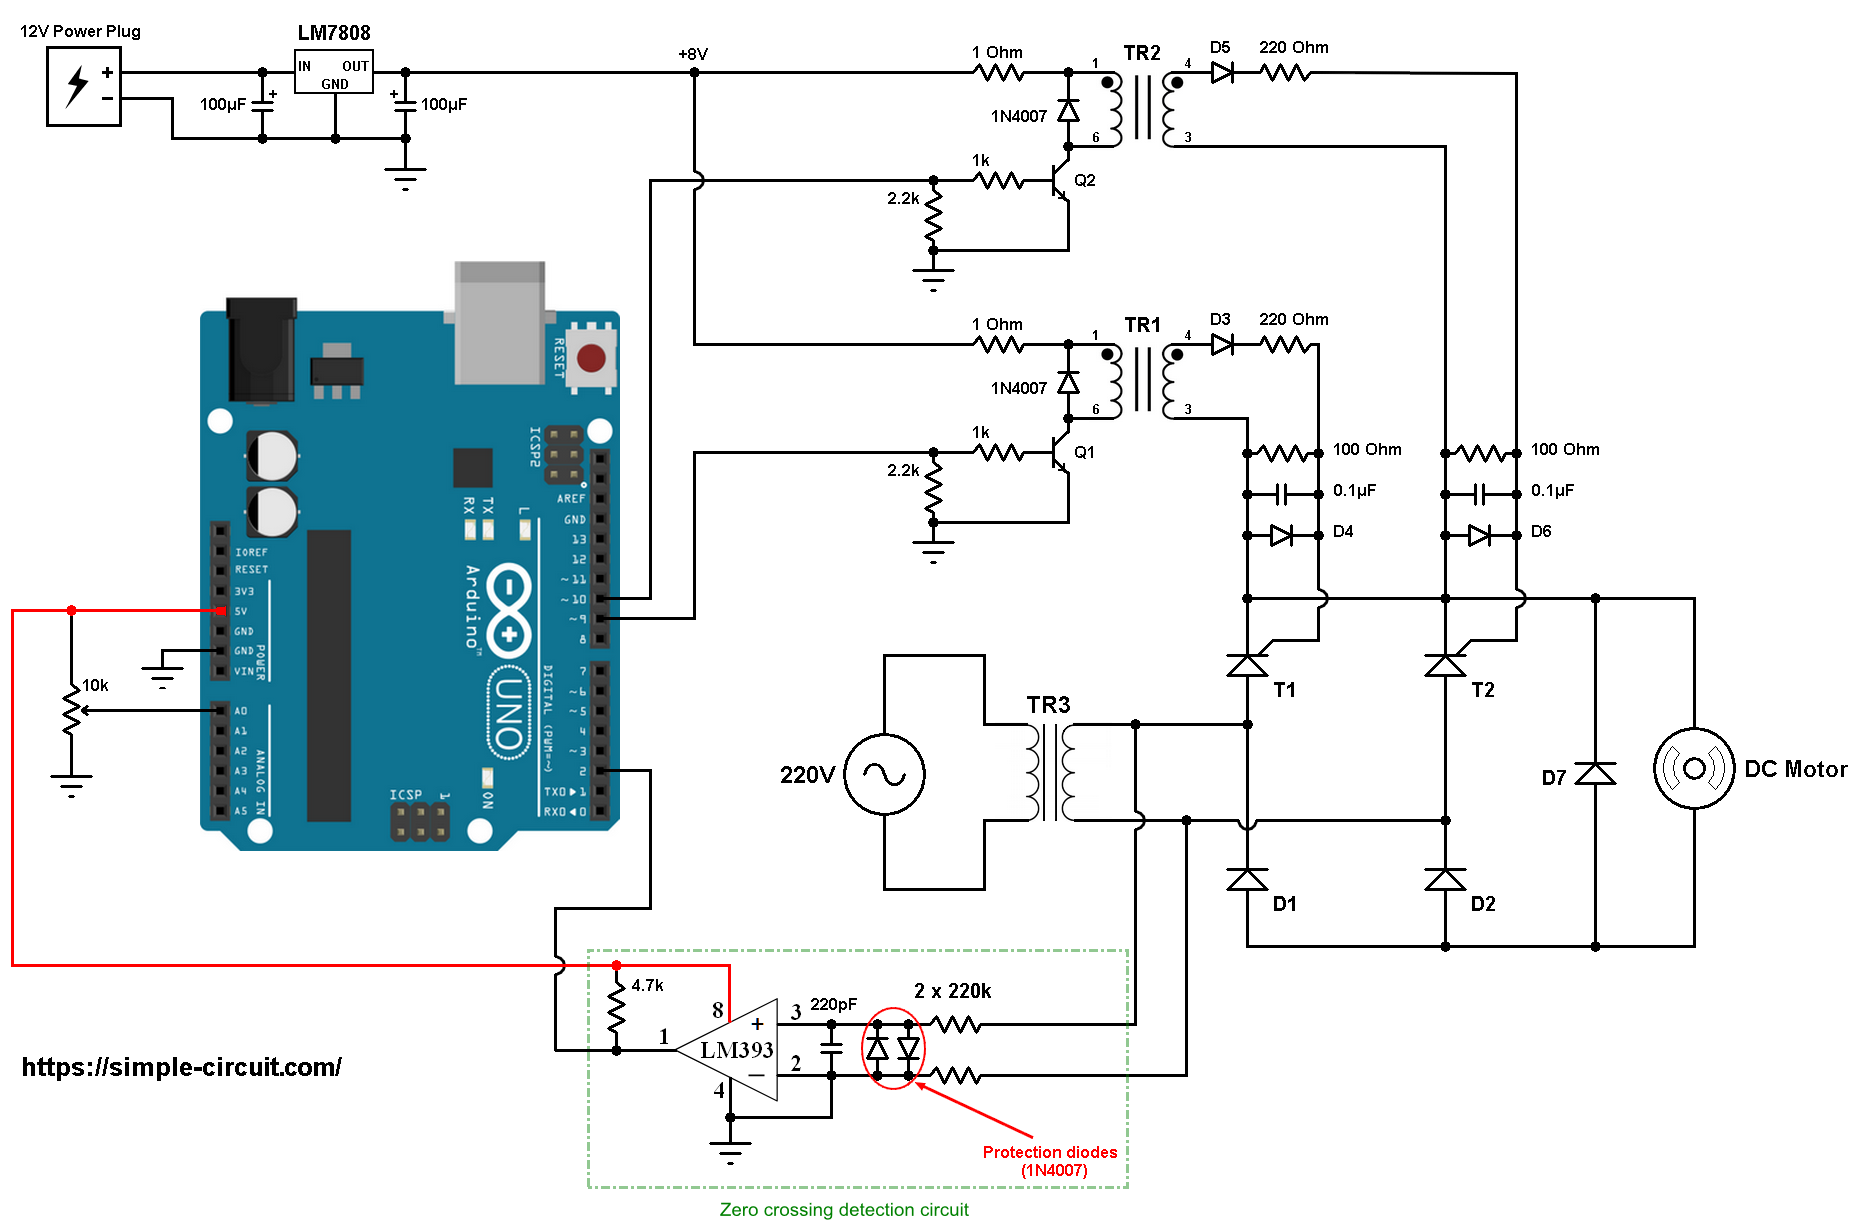 12V Power Plug
+
−
LM7808
IN
OUT
GND
100µF
+
+
100µF
+8V
1 Ohm
1
TR2
4
D5
220 Ohm
1N4007
6
3
1k
Q2
2.2k
1 Ohm
1
TR1
4
D3
220 Ohm
1N4007
6
3
1k
Q1
2.2k
100 Ohm
0.1µF
D4
100 Ohm
0.1µF
D6
RESET
ICSP2
AREF
GND
13
12
~11
~10
~9
8
7
~6
~5
4
~3
2
TX0▶1
RX0◀0
RX
TX
L
Arduino™
UNO
DIGITAL (PWM=~)
IOREF
RESET
3V3
5V
GND
GND
VIN
POWER
A0
A1
A2
A3
A4
A5
ANALOG IN
ICSP
1
ON
10k
T1
T2
TR3
220V
D7
DC Motor
D1
D2
4.7k
8
1
+
3
220pF
2 x 220k
LM393
−
2
4
Protection diodes
(1N4007)
https://simple-circuit.com/
Zero crossing detection circuit